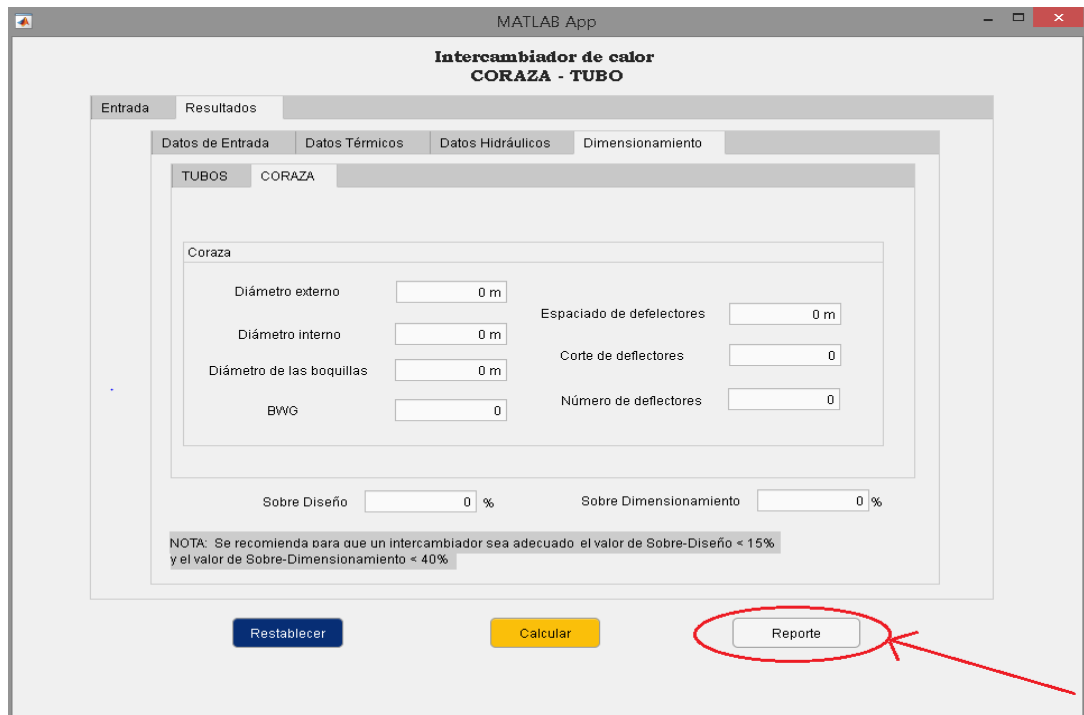 MATLAB App
Intercambiador de calor
CORAZA - TUBO
Entrada Resultados
Datos de Entrada Datos Térmicos Datos Hidráulicos Dimensionamiento
TUBOS CORAZA
Coraza
Diámetro externo 0 m
Espaciado de defelectores 0 m
Diámetro interno 0 m
Corte de deflectores 0
Diámetro de las boquillas 0 m
Número de deflectores 0
BWG 0
Sobre Diseño 0 % Sobre Dimensionamiento 0 %
NOTA: Se recomienda para que un intercambiador sea adecuado el valor de Sobre-Diseño < 15%
y el valor de Sobre-Dimensionamiento < 40%
Restablecer Calcular Reporte